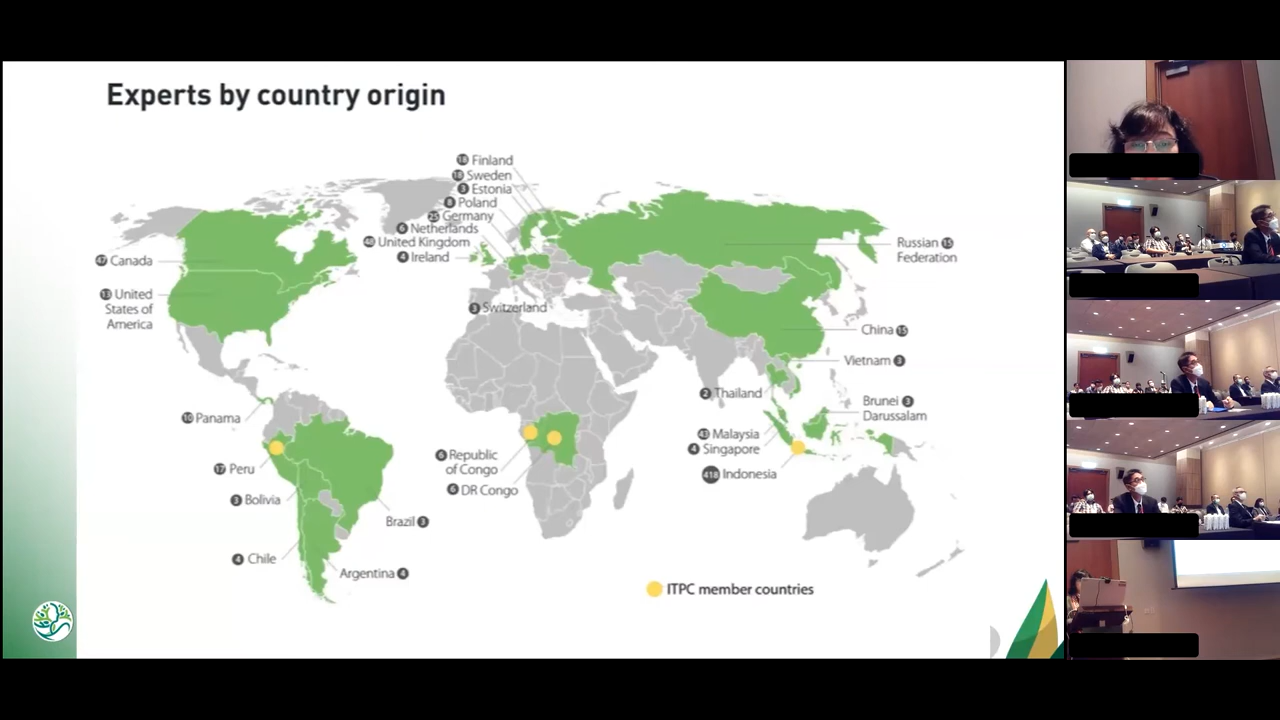 Experts by country origin
18 Finland
18 Sweden
3 Estonia
8 Poland
25 Germany
6 Netherlands
48 United Kingdom
4 Ireland
3 Switzerland
47 Canada
13 United
States of
America
Russian 15
Federation
China 15
Vietnam 3
2 Thailand
Brunei 3
Darussalam
43 Malaysia
4 Singapore
418 Indonesia
10 Panama
17 Peru
3 Bolivia
Brazil 3
4 Chile
Argentina 4
6 Republic
of Congo
6 DR Congo
ITPC member countries